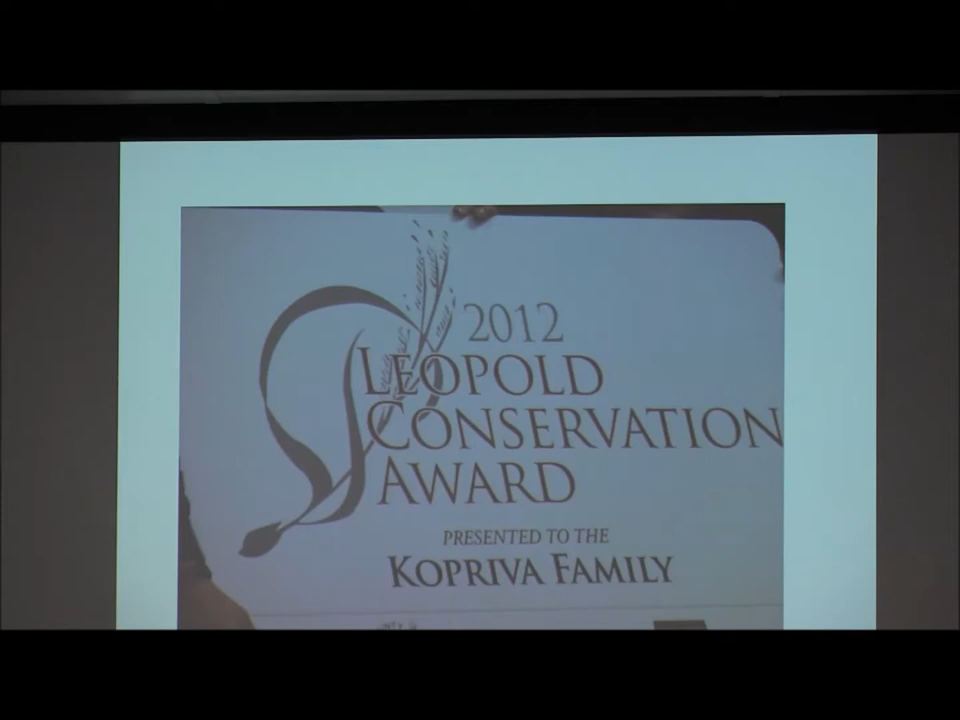 2012
LEOPOLD
CONSERVATION
AWARD
PRESENTED TO THE
KOPRIVA FAMILY